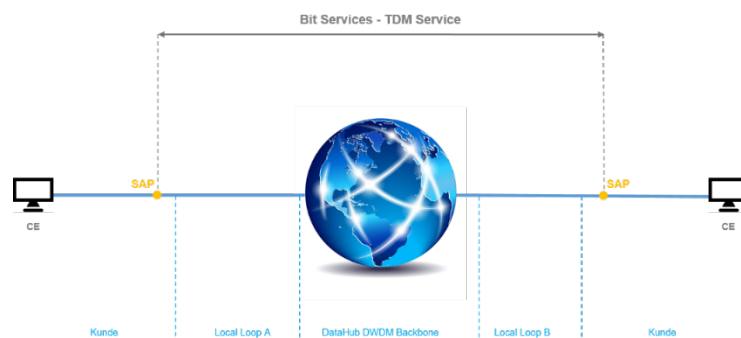 Bit Services - TDM Service
SAP
SAP
CE
CE
Kunde
Local Loop A
DataHub DWDM Backbone
Local Loop B
Kunde